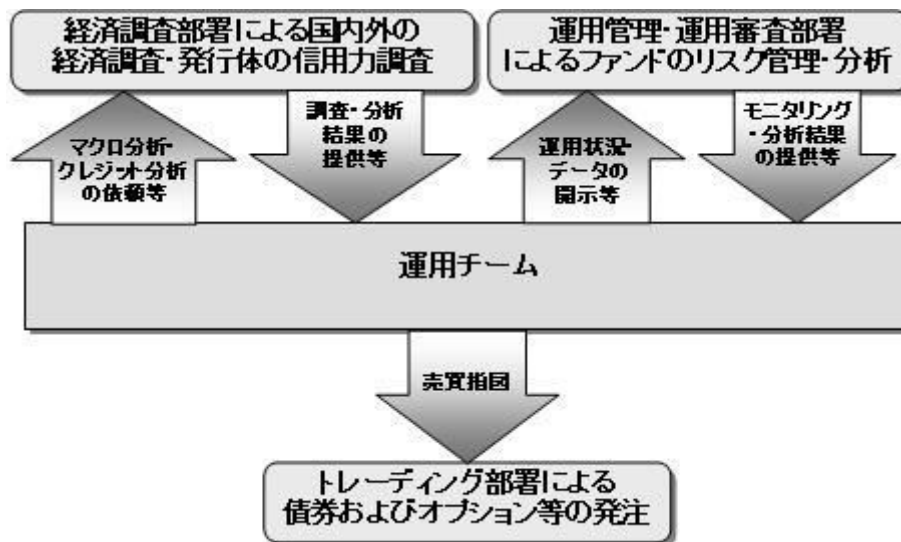 経済調査部署による国内外の
経済調査・発行体の信用力調査
運用管理・運用審査部署
によるファンドのリスク管理・分析
マクロ分析・
クレジット分析
の依頼等
調査・分析
結果の
提供等
運用状況・
データの
開示等
モニタリング
・分析結果
の提供等
運用チーム
売買指図
トレーディング部署による
債券およびオプション等の発注